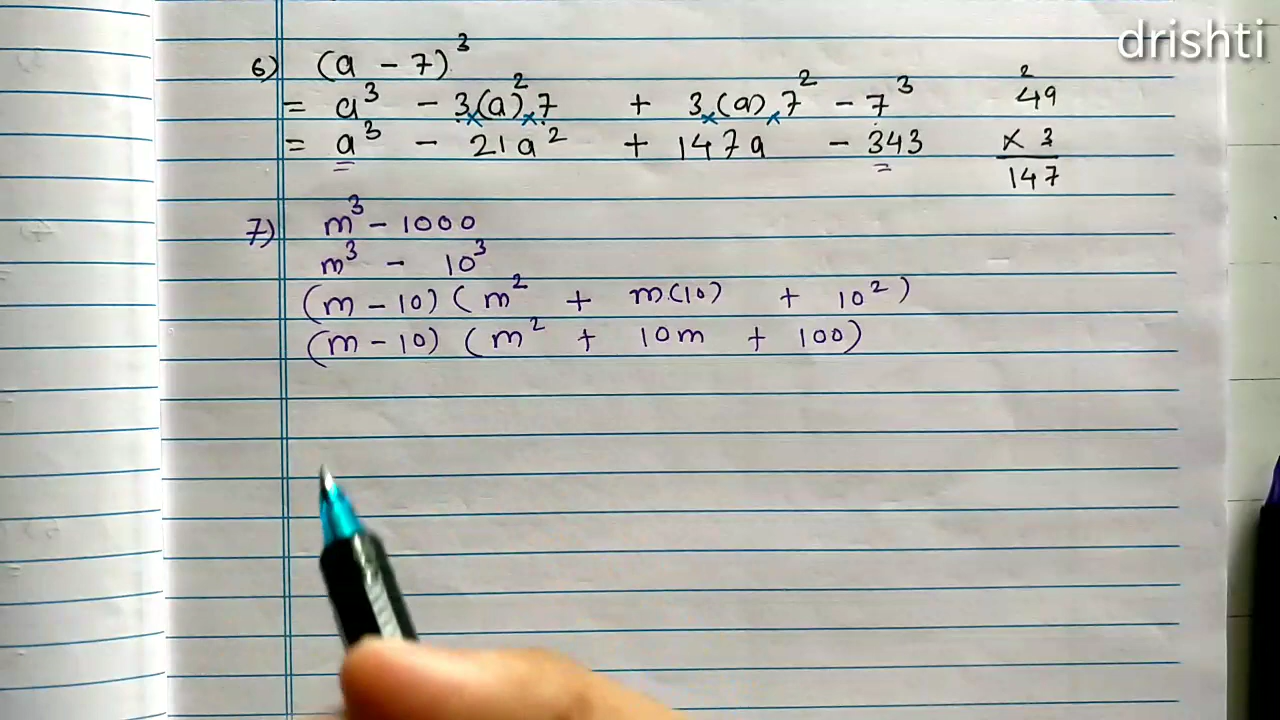 drishti
6) (a - 7)³
= a³ - 3(a)²7 + 3(a)7² - 7³
= a³ - 21a² + 147a - 343
2
49
× 3
147
7) m³ - 1000
m³ - 10³
(m - 10) (m² + m(10) + 10²)
(m - 10) (m² + 10m + 100)